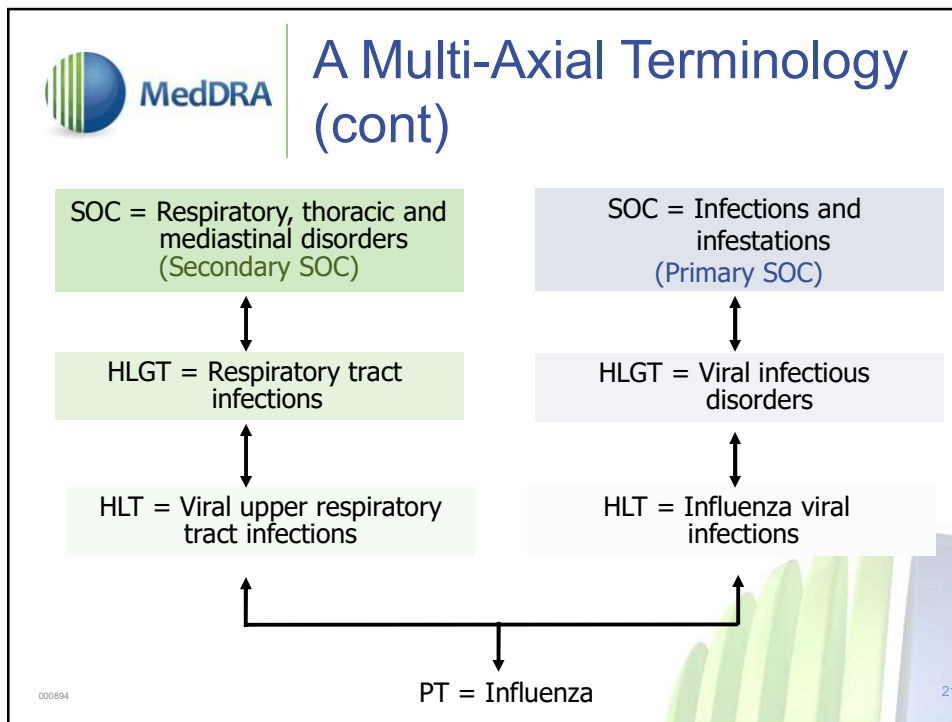 MedDRA
A Multi-Axial Terminology
(cont)
SOC = Respiratory, thoracic and
mediastinal disorders
(Secondary SOC)
SOC = Infections and
infestations
(Primary SOC)
HLGT = Respiratory tract
infections
HLGT = Viral infectious
disorders
HLT = Viral upper respiratory
tract infections
HLT = Influenza viral
infections
PT = Influenza
000894